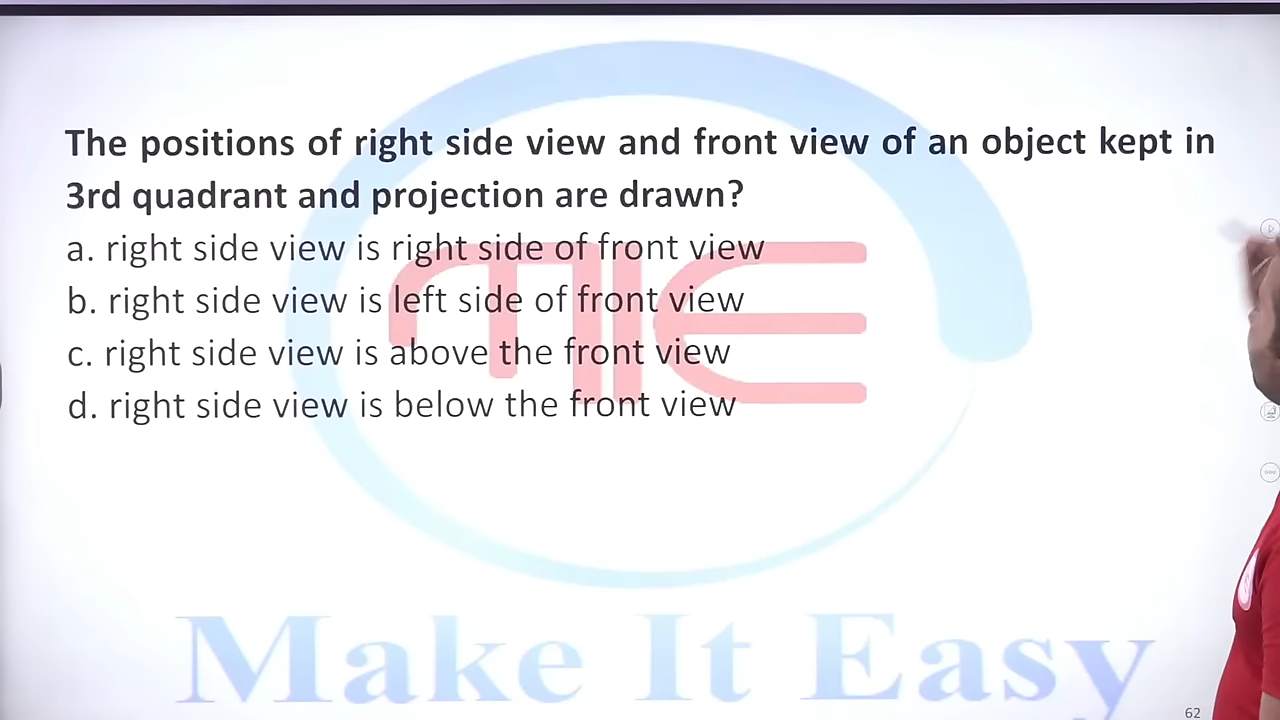 The positions of right side view and front view of an object kept in
3rd quadrant and projection are drawn?
a. right side view is right side of front view
b. right side view is left side of front view
c. right side view is above the front view
d. right side view is below the front view
MIE
Make It Easy
62